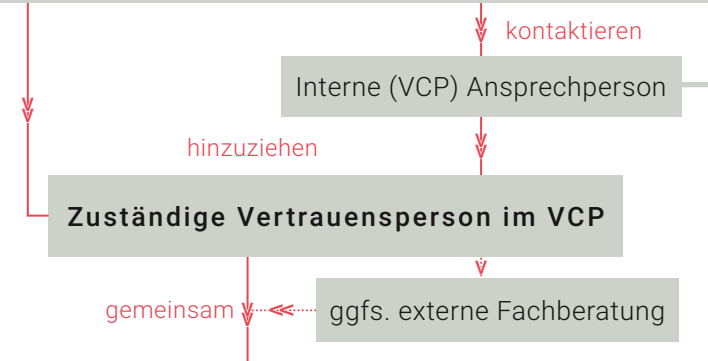 kontaktieren
Interne (VCP) Ansprechperson
hinzuziehen
Zuständige Vertrauensperson im VCP
gemeinsam
ggfs. externe Fachberatung